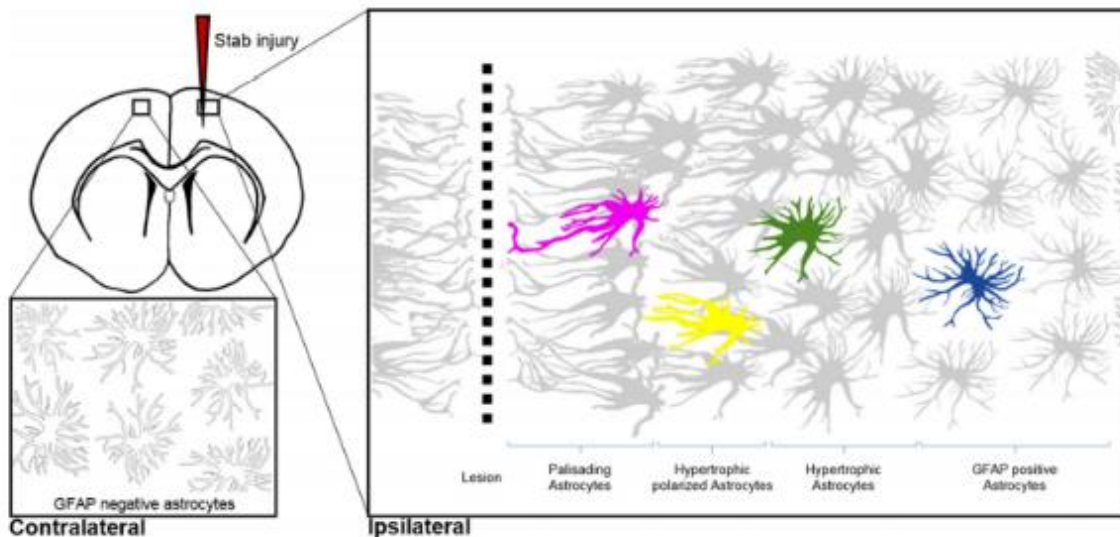 Stab injury
GFAP negative astrocytes
Contralateral
Lesion
Palisading
Astrocytes
Hypertrophic
polarized Astrocytes
Hypertrophic
Astrocytes
GFAP positive
Astrocytes
Ipsilateral